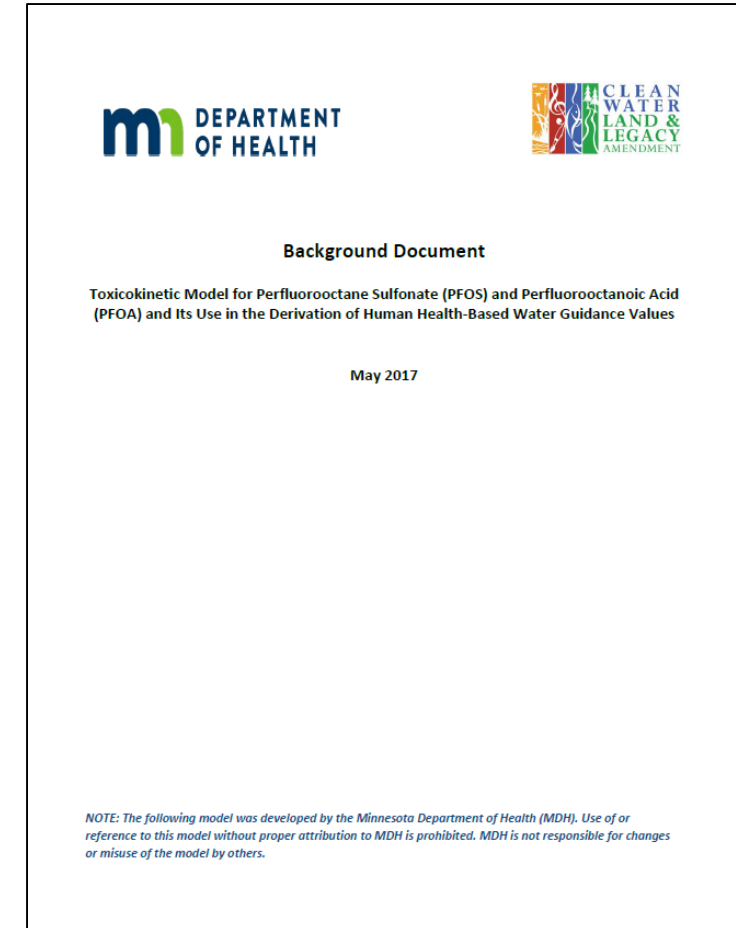 DEPARTMENT
OF HEALTH
CLEAN
WATER
LAND &
LEGACY
AMENDMENT
Background Document
Toxicokinetic Model for Perfluorooctane Sulfonate (PFOS) and Perfluorooctanoic Acid
(PFOA) and Its Use in the Derivation of Human Health-Based Water Guidance Values
May 2017
NOTE: The following model was developed by the Minnesota Department of Health (MDH). Use of or
reference to this model without proper attribution to MDH is prohibited. MDH is not responsible for changes
or misuse of the model by others.